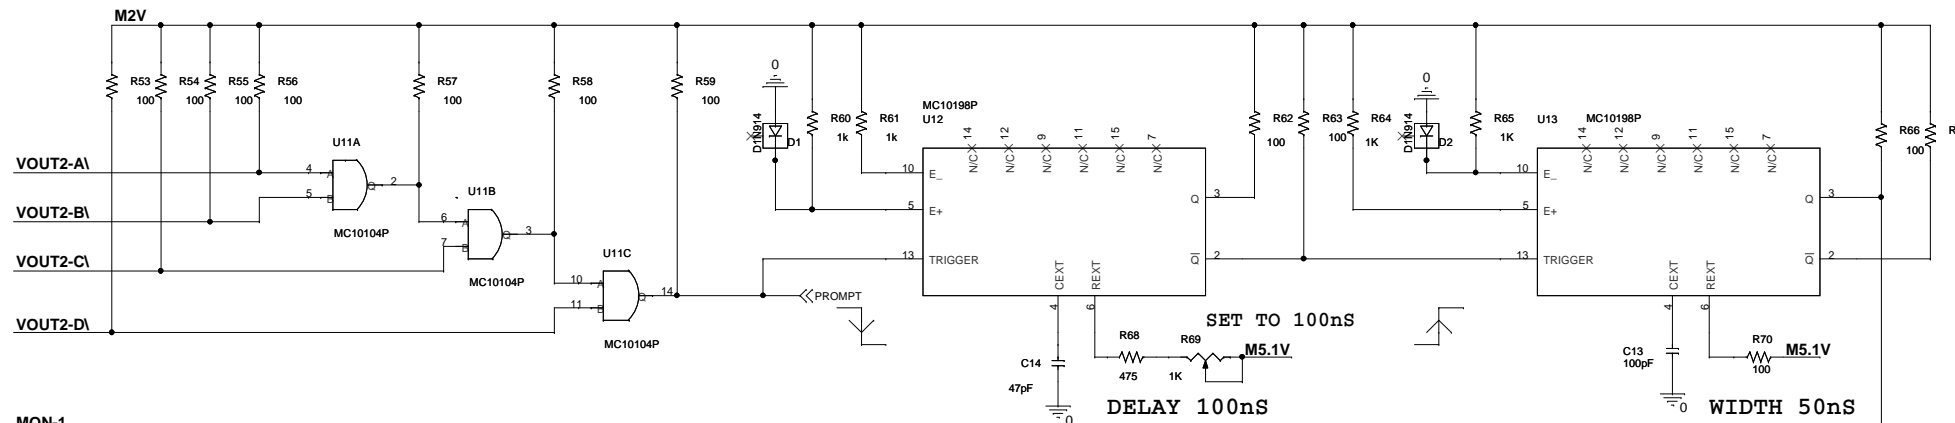 M2V
R53
100
R54
100
R55
100
R56
100
R57
100
R58
100
R59
100
0
D1N914
D1
R60
1k
R61
1k
MC10198P
U12
14
12
9
11
15
7
N/C
N/C
N/C
N/C
N/C
N/C
10
E_
5
E+
13
TRIGGER
Q
3
Q
2
CEXT
REXT
4
6
R62
100
R63
100
R64
1K
0
D1N914
D2
R65
1K
U13
MC10198P
14
12
9
11
15
7
N/C
N/C
N/C
N/C
N/C
N/C
10
E_
5
E+
13
TRIGGER
Q
3
Q
2
CEXT
REXT
4
6
R66
100
VOUT2-A\
VOUT2-B\
VOUT2-C\
VOUT2-D\
U11A
4
A
5
B
Q
2
MC10104P
U11B
6
A
7
B
Q
3
MC10104P
U11C
10
A
11
B
Q
14
MC10104P
PROMPT
SET TO 100nS
C14
47pF
0
R68
475
R69
1K
M5.1V
DELAY 100nS
C13
100pF
0
R70
100
M5.1V
WIDTH 50nS
MON-1